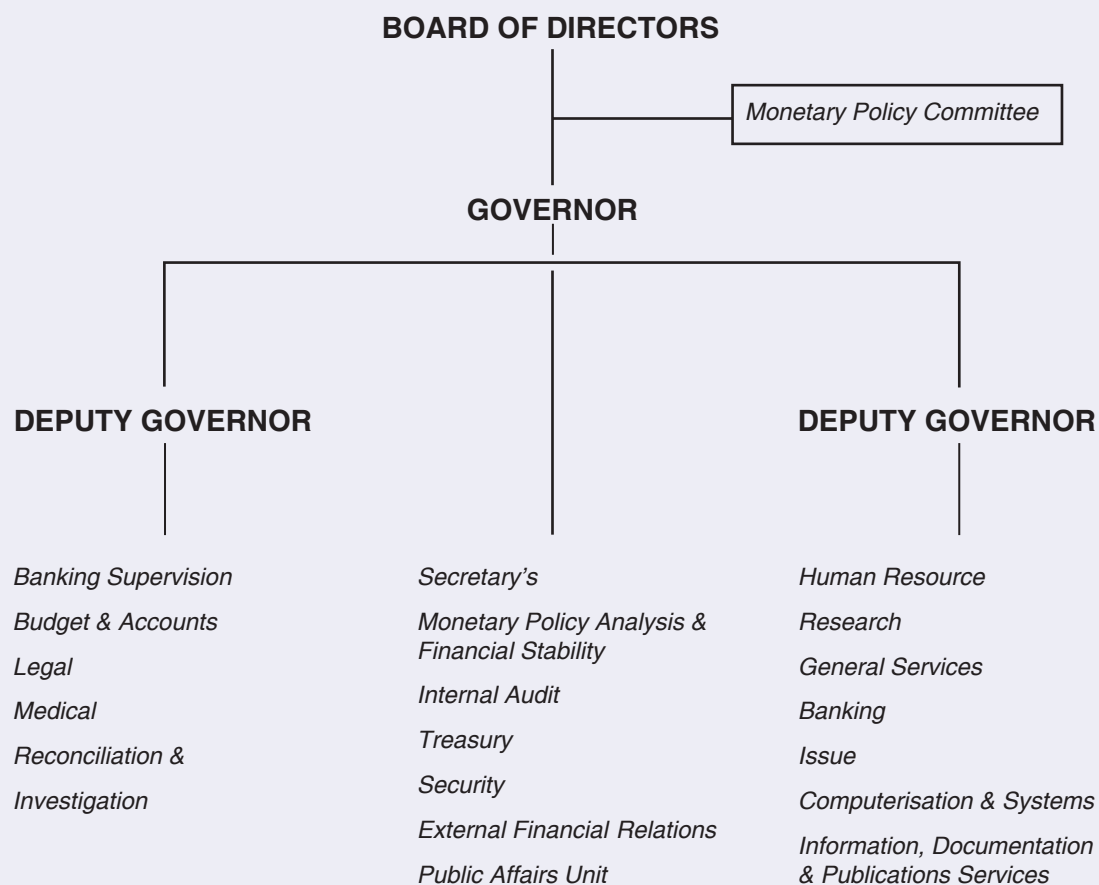 BOARD OF DIRECTORS
Monetary Policy Committee
GOVERNOR
DEPUTY GOVERNOR
Banking Supervision
Budget & Accounts
Legal
Medical
Reconciliation &
Investigation
Secretary’s
Monetary Policy Analysis &
Financial Stability
Internal Audit
Treasury
Security
External Financial Relations
Public Affairs Unit
DEPUTY GOVERNOR
Human Resource
Research
General Services
Banking
Issue
Computerisation & Systems
Information, Documentation
& Publications Services